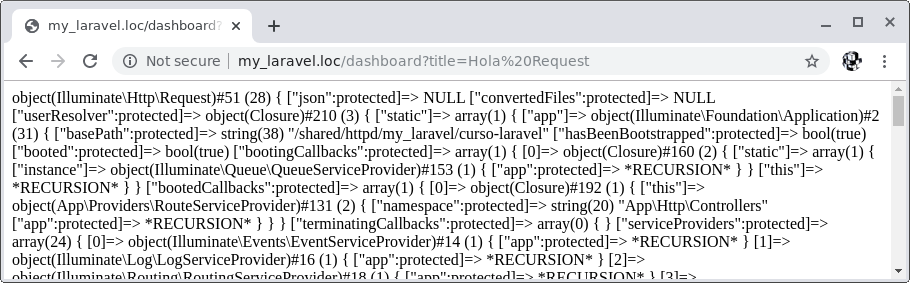 my_laravel.loc/dashboard?
Not secure my_laravel.loc/dashboard?title=Hola%20Request
object(Illuminate\Http\Request)#51 (28) { ["json":protected]=> NULL ["convertedFiles":protected]=> NULL
["userResolver":protected]=> object(Closure)#210 (3) { ["static"]=> array(1) { ["app"]=> object(Illuminate\Foundation\Application)#2
(31) { ["basePath":protected]=> string(38) "/shared/httpd/my_laravel/curso-laravel" ["hasBeenBootstrapped":protected]=> bool(true)
["booted":protected]=> bool(true) ["bootingCallbacks":protected]=> array(1) { [0]=> object(Closure)#160 (2) { ["static"]=> array(1) {
["instance"]=> object(Illuminate\Queue\QueueServiceProvider)#153 (1) { ["app":protected]=> *RECURSION* } } ["this"]=>
*RECURSION* } } ["bootedCallbacks":protected]=> array(1) { [0]=> object(Closure)#192 (1) { ["this"]=>
object(App\Providers\RouteServiceProvider)#131 (2) { ["namespace":protected]=> string(20) "App\Http\Controllers"
["app":protected]=> *RECURSION* } } } ["terminatingCallbacks":protected]=> array(0) { } ["serviceProviders":protected]=>
array(24) { [0]=> object(Illuminate\Events\EventServiceProvider)#14 (1) { ["app":protected]=> *RECURSION* } [1]=>
object(Illuminate\Log\LogServiceProvider)#16 (1) { ["app":protected]=> *RECURSION* } [2]=>
object(Illuminate\Routing\RoutingServiceProvider)#18 (1) { ["app":protected]=> *RECURSION* } [3]=>